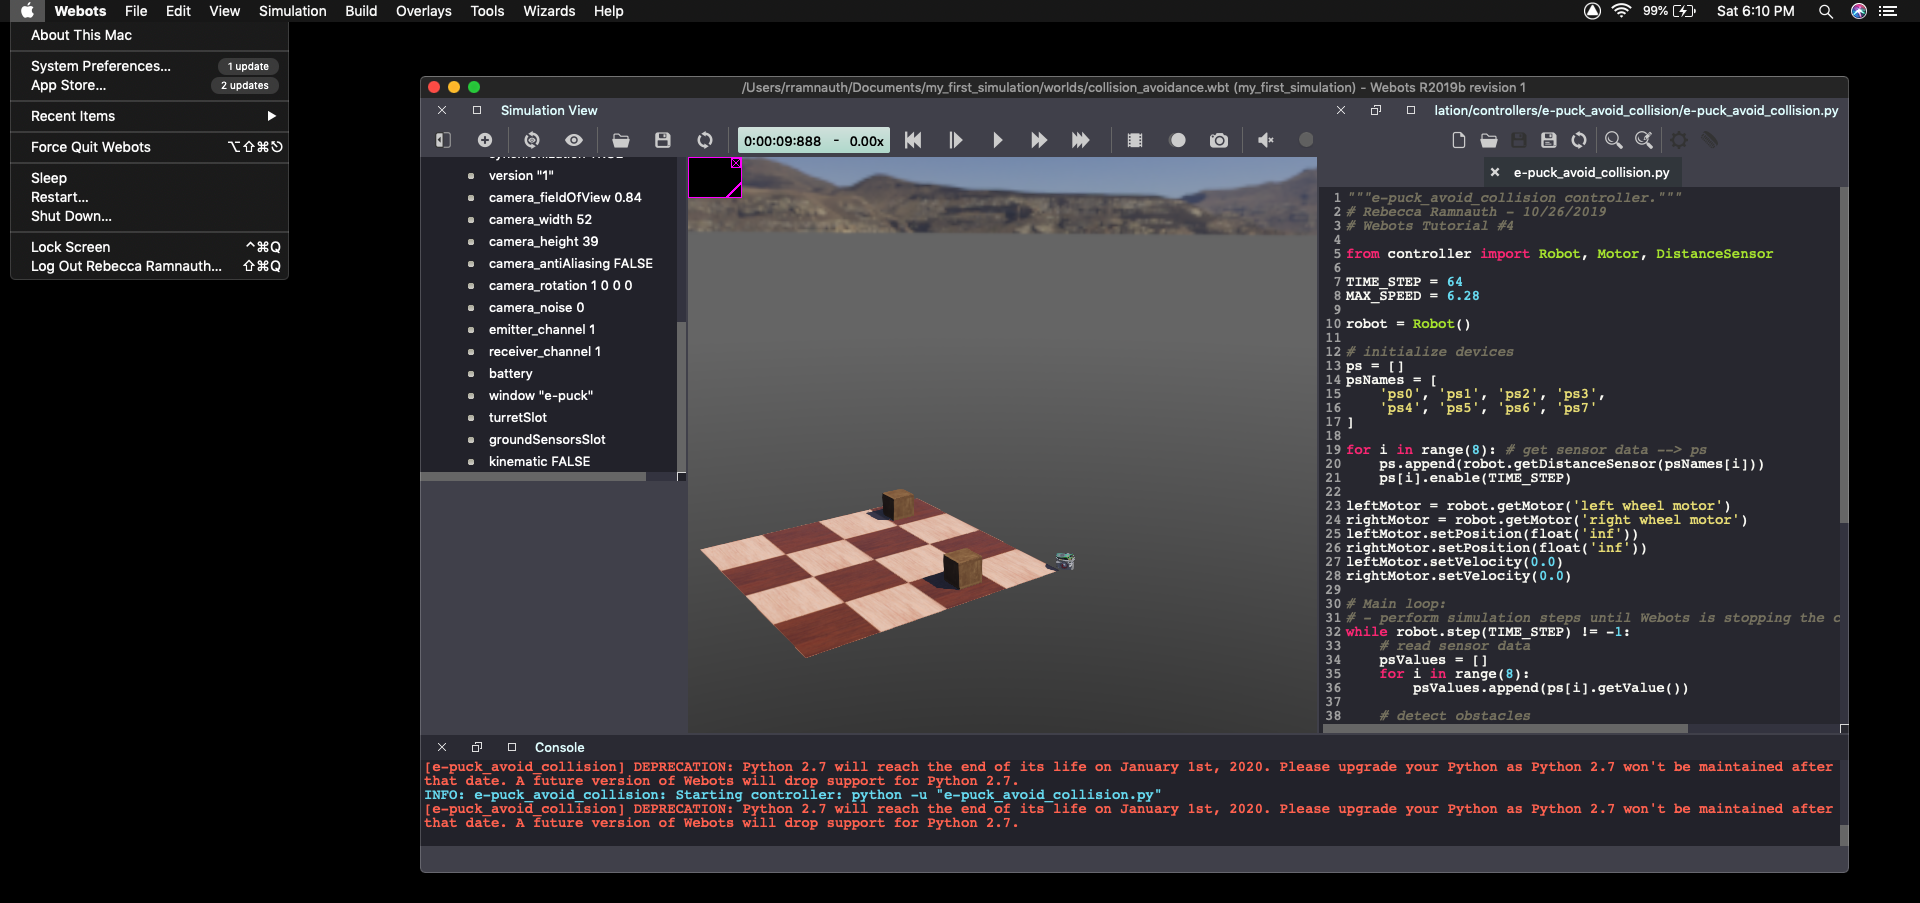 Webots File Edit View Simulation Build Overlays Tools Wizards Help 99% Sat 6:10 PM
About This Mac
System Preferences... 1 update
App Store... 2 updates
Recent Items
Force Quit Webots ⌥⇧⌘⎋
Sleep
Restart...
Shut Down...
Lock Screen ^⌘Q
Log Out Rebecca Ramnauth... ⇧⌘Q
/Users/rramnauth/Documents/my_first_simulation/worlds/collision_avoidance.wbt (my_first_simulation) - Webots R2019b revision 1
Simulation View
0:00:09:888 - 0.00x
version "1"
camera_fieldOfView 0.84
camera_width 52
camera_height 39
camera_antiAliasing FALSE
camera_rotation 1 0 0 0
camera_noise 0
emitter_channel 1
receiver_channel 1
battery
window "e-puck"
turretSlot
groundSensorsSlot
kinematic FALSE
lation/controllers/e-puck_avoid_collision/e-puck_avoid_collision.py
e-puck_avoid_collision.py
1 """e-puck_avoid_collision controller."""
2 # Rebecca Ramnauth - 10/26/2019
3 # Webots Tutorial #4
4
5 from controller import Robot, Motor, DistanceSensor
6
7 TIME_STEP = 64
8 MAX_SPEED = 6.28
9
10 robot = Robot()
11
12 # initialize devices
13 ps = []
14 psNames = [
15     'ps0', 'ps1', 'ps2', 'ps3',
16     'ps4', 'ps5', 'ps6', 'ps7'
17 ]
18
19 for i in range(8): # get sensor data --> ps
20     ps.append(robot.getDistanceSensor(psNames[i]))
21     ps[i].enable(TIME_STEP)
22
23 leftMotor = robot.getMotor('left wheel motor')
24 rightMotor = robot.getMotor('right wheel motor')
25 leftMotor.setPosition(float('inf'))
26 rightMotor.setPosition(float('inf'))
27 leftMotor.setVelocity(0.0)
28 rightMotor.setVelocity(0.0)
29
30 # Main loop:
31 # - perform simulation steps until Webots is stopping the c
32 while robot.step(TIME_STEP) != -1:
33     # read sensor data
34     psValues = []
35     for i in range(8):
36         psValues.append(ps[i].getValue())
37
38     # detect obstacles
Console
[e-puck_avoid_collision] DEPRECATION: Python 2.7 will reach the end of its life on January 1st, 2020. Please upgrade your Python as Python 2.7 won't be maintained after
that date. A future version of Webots will drop support for Python 2.7.
INFO: e-puck_avoid_collision: Starting controller: python -u "e-puck_avoid_collision.py"
[e-puck_avoid_collision] DEPRECATION: Python 2.7 will reach the end of its life on January 1st, 2020. Please upgrade your Python as Python 2.7 won't be maintained after
that date. A future version of Webots will drop support for Python 2.7.